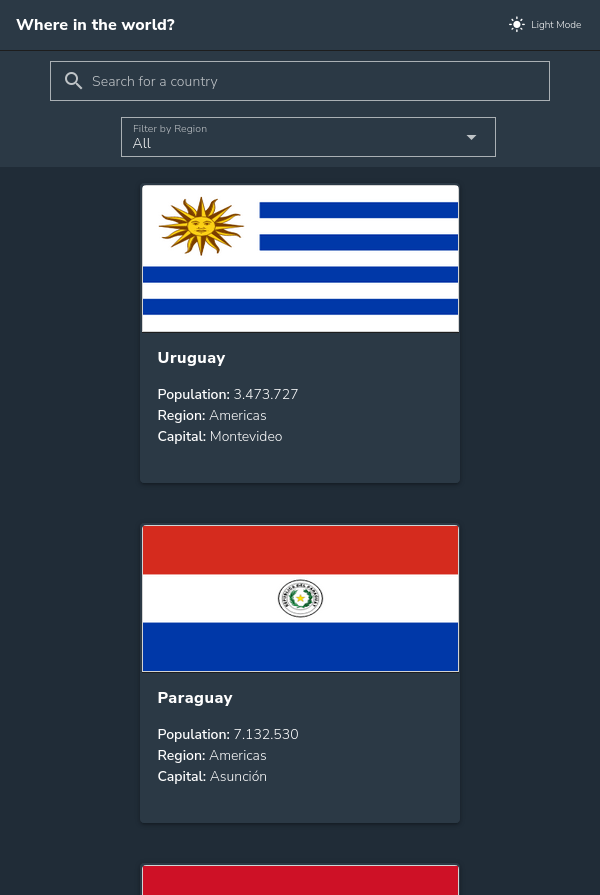 Where in the world?
Light Mode
Search for a country
Filter by Region
All
Uruguay
Population: 3.473.727
Region: Americas
Capital: Montevideo
REPUBLICA DEL PARAGUAY
Paraguay
Population: 7.132.530
Region: Americas
Capital: Asunción